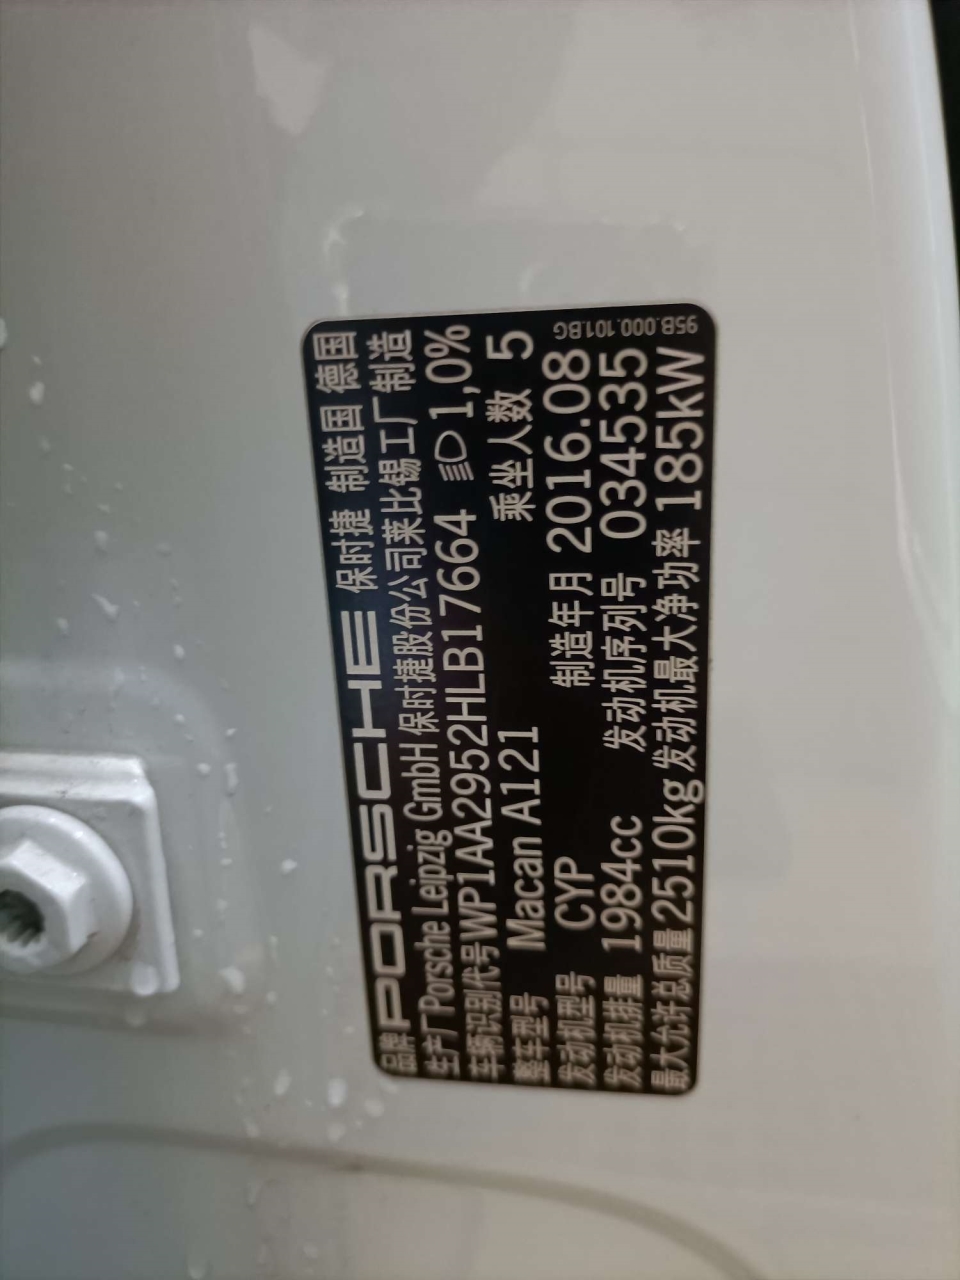 品牌 PORSCHE 保时捷 制造国 德国
生产厂 Porsche Leipzig GmbH 保时捷股份公司莱比锡工厂制造
车辆识别代号 WP1AA2952HLB17664 1,0%
整车型号 Macan A121 乘坐人数 5
发动机型号 CYP 制造年月 2016.08
发动机排量 1984cc 发动机序列号 034535
最大允许总质量 2510kg 发动机最大净功率 185kW
95B.000.101.BG